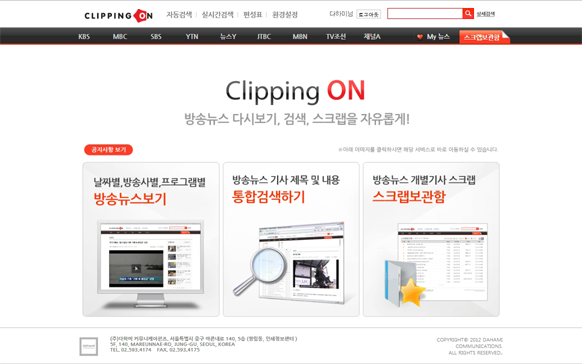 CLIPPING ON
자동검색 실시간검색 편성표 환경설정
다하미님 로그아웃
상세검색
KBS MBC SBS YTN 뉴스Y JTBC MBN TV조선 채널A
My 뉴스 스크랩보관함
Clipping ON
방송뉴스 다시보기, 검색, 스크랩을 자유롭게!
공지사항 보기
※아래 이미지를 클릭하시면 해당 서비스로 바로 이동하실 수 있습니다.
날짜별,방송사별,프로그램별
방송뉴스보기
방송뉴스 기사 제목 및 내용
통합검색하기
방송뉴스 개별기사 스크랩
스크랩보관함
(주)다하미 커뮤니케이션즈, 서울특별시 중구 마른내로 140, 5층 (쌍림동, 인쇄정보센터)
5F, 140, MAREUNNAE-RO, JUNG-GU, SEOUL, KOREA
TEL, 02,593,4174 FAX, 02,593,4175
COPYRIGHT© 2012 DAHAMI
COMMUNICATIONS.
ALL RIGHTS RESERVED.